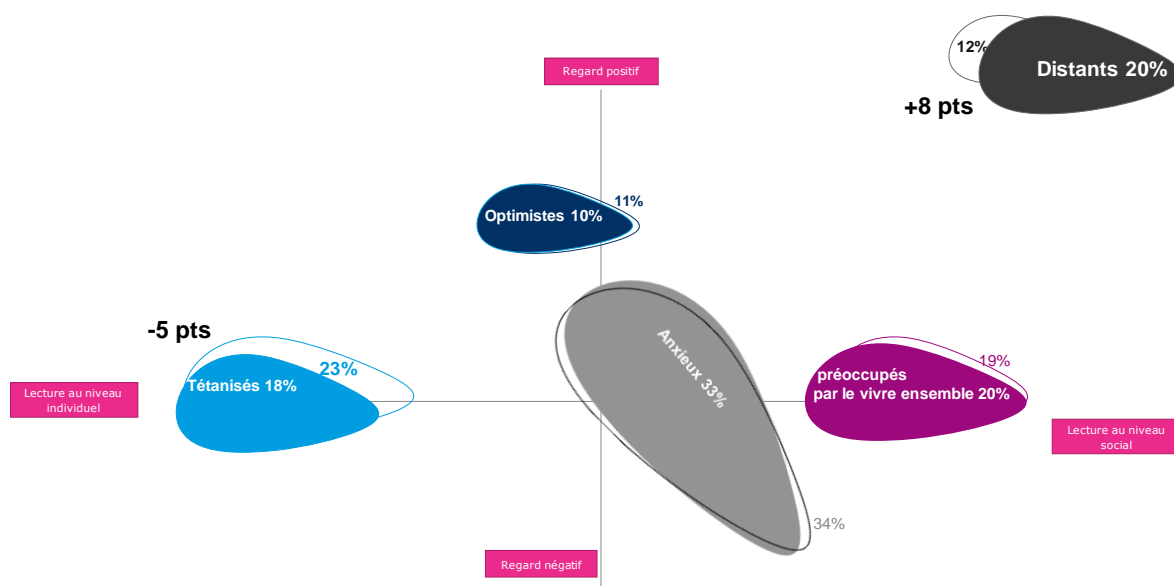 12%
Distants 20%
+8 pts
Regard positif
11%
Optimistes 10%
-5 pts
23%
Tétanisés 18%
Anxieux 33%
19%
préoccupés
par le vivre ensemble 20%
Lecture au niveau
individuel
Lecture au niveau
social
34%
Regard négatif